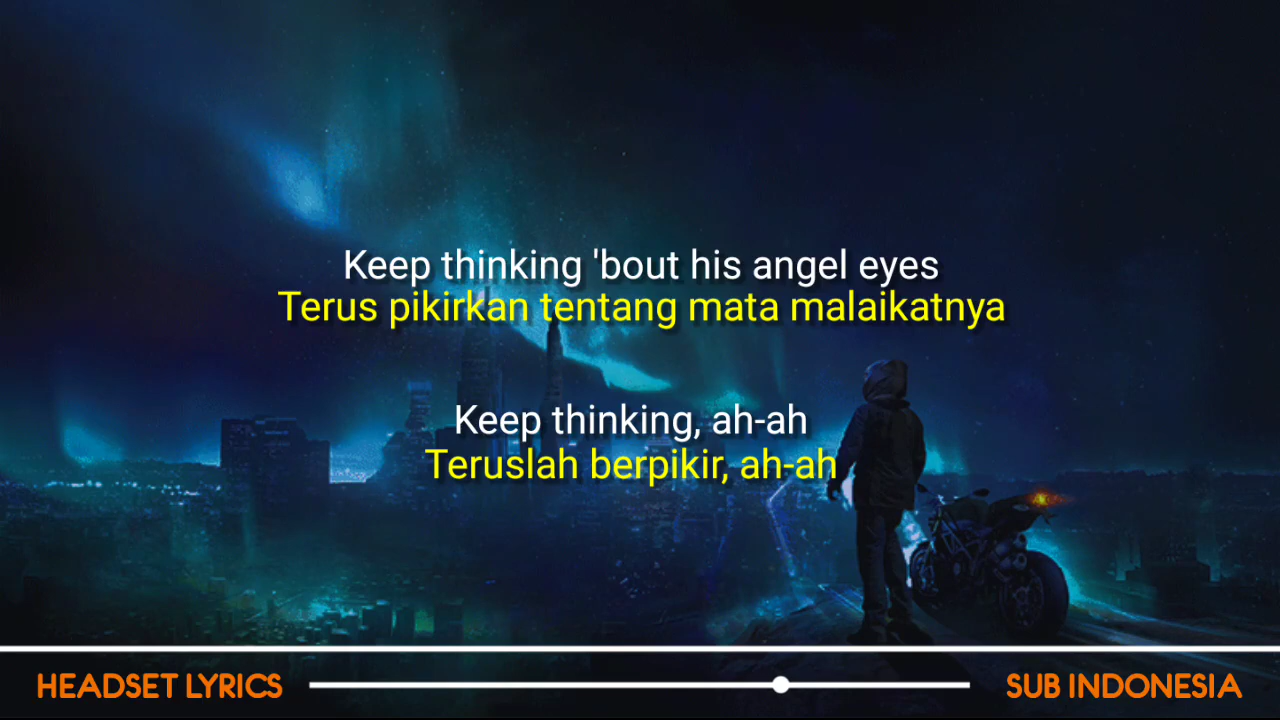 Keep thinking 'bout his angel eyes
Terus pikirkan tentang mata malaikatnya
Keep thinking, ah-ah
Teruslah berpikir, ah-ah
HEADSET LYRICS
SUB INDONESIA